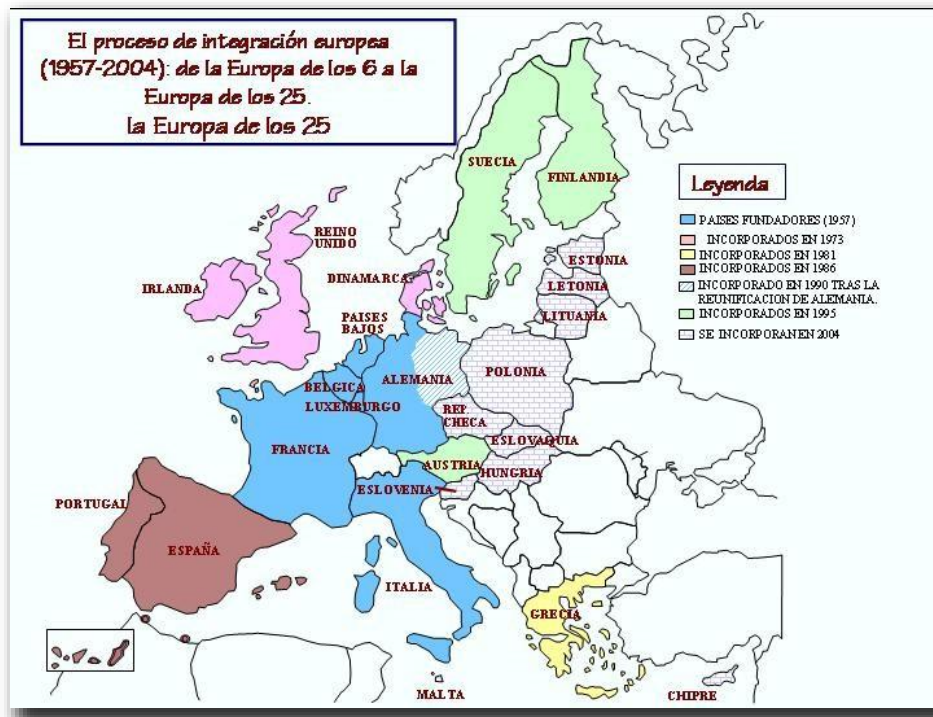 El proceso de integración europea
(1957-2004): de la Europa de los 6 a la
Europa de los 25.
la Europa de los 25
SUECIA
FINLANDIA
Leyenda
PAISES FUNDADORES (1957)
INCORPORADOS EN 1973
INCORPORADOS EN 1981
INCORPORADOS EN 1986
INCORPORADO EN 1990 TRAS LA
REUNIFICACION DE ALEMANIA.
INCORPORADOS EN 1995
SE INCORPORAN EN 2004
REINO
UNIDO
IRLANDA
DINAMARCA
ESTONIA
LETONIA
LITUANIA
PAISES
BAJOS
BELGICA
LUXEMBURGO
ALEMANIA
POLONIA
REP.
CHECA
ESLOVAQUIA
FRANCIA
AUSTRIA
HUNGRIA
ESLOVENIA
PORTUGAL
ESPAÑA
ITALIA
GRECIA
MALTA
CHIPRE